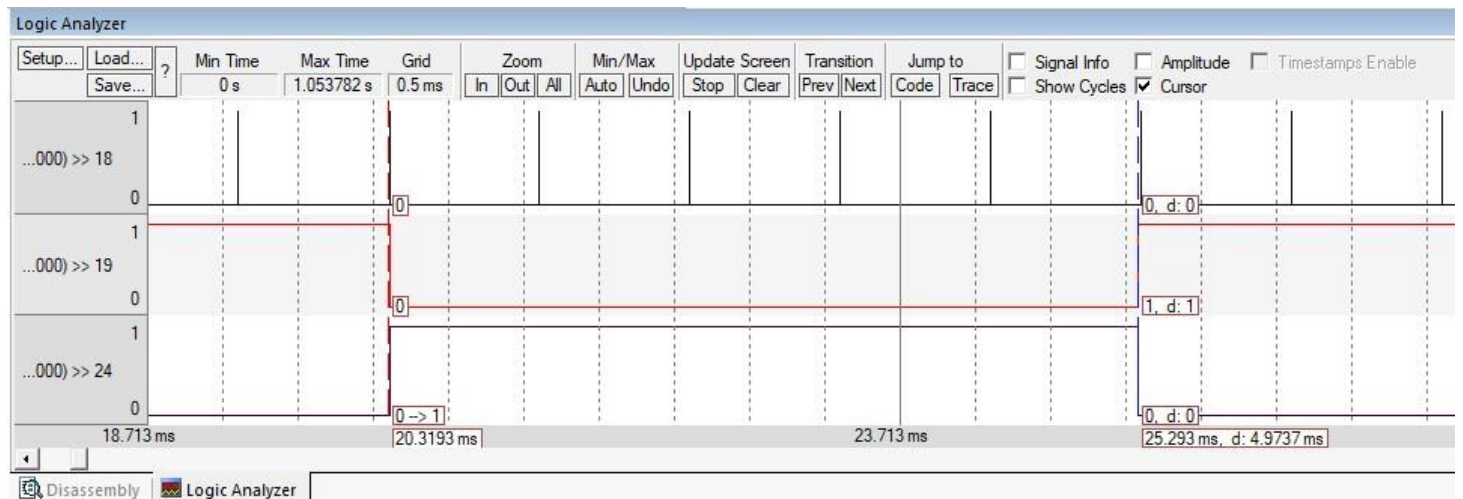 Logic Analyzer
Setup... Load... ? Min Time Max Time Grid Zoom Min/Max Update Screen Transition Jump to Signal Info Amplitude Timestamps Enable
Save... 0 s 1.053782 s 0.5 ms In Out All Auto Undo Stop Clear Prev Next Code Trace Show Cycles Cursor
1
...000) >> 18
0
0 0, d: 0
1
...000) >> 19
0
0 1, d: 1
1
...000) >> 24
0
0 --> 1 0, d: 0
18.713 ms 20.3193 ms 23.713 ms 25.293 ms, d: 4.9737 ms
Disassembly Logic Analyzer